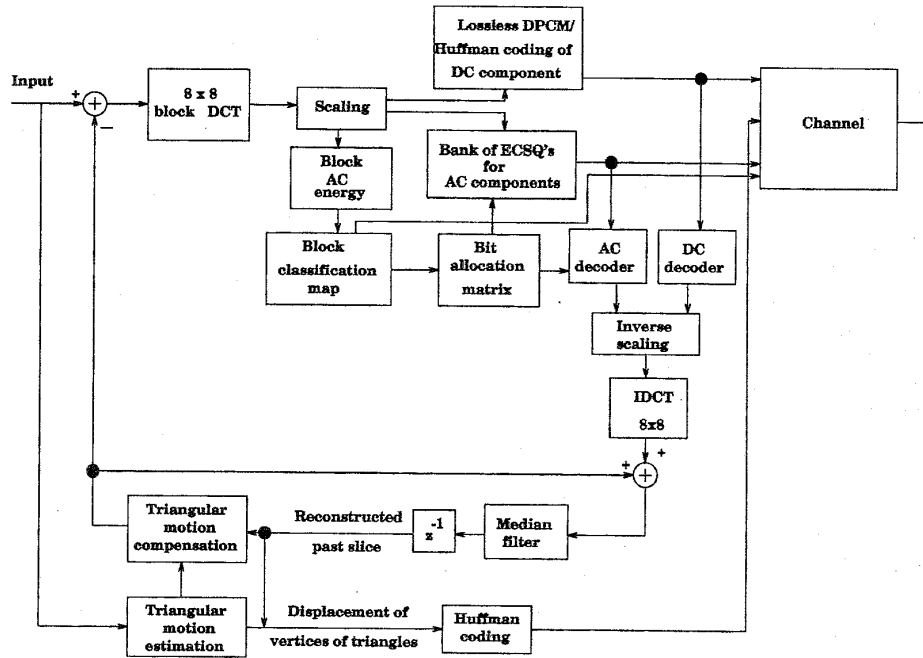 Input
+
+
−
8 x 8
block DCT
Scaling
Lossless DPCM/
Huffman coding of
DC component
Bank of ECSQ's
for
AC components
Channel
Block
AC
energy
Block
classification
map
Bit
allocation
matrix
AC
decoder
DC
decoder
Inverse
scaling
IDCT
8x8
+
+
+
Triangular
motion
compensation
Reconstructed
past slice
z -1
Median
filter
Triangular
motion
estimation
Displacement of
vertices of triangles
Huffman
coding